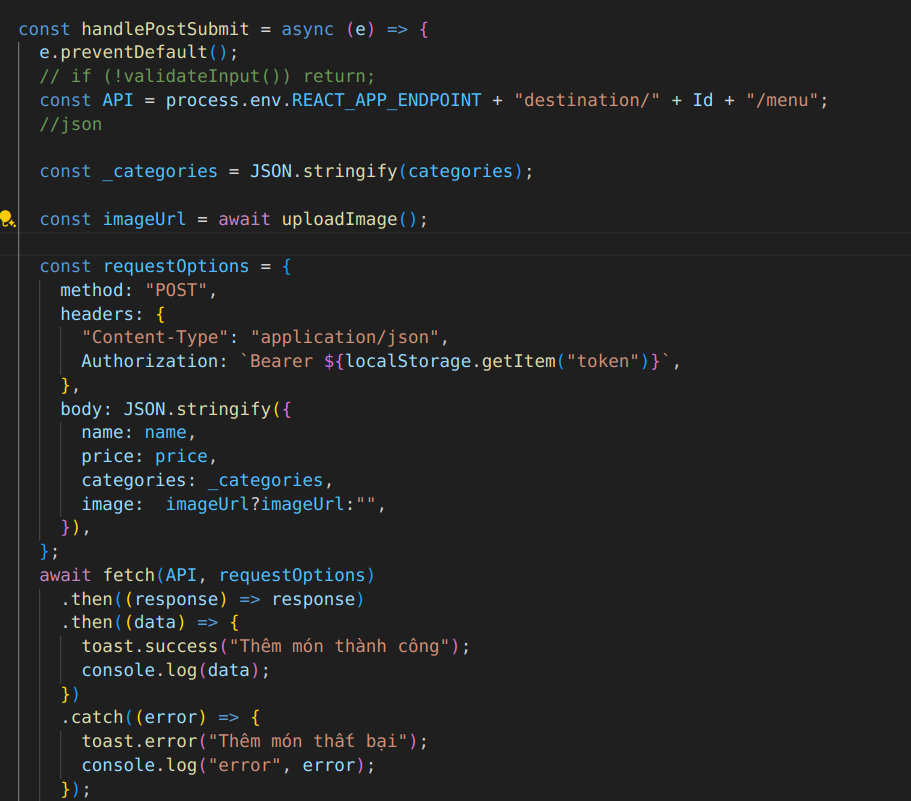 const handlePostSubmit = async (e) => {
e.preventDefault();
// if (!validateInput()) return;
const API = process.env.REACT_APP_ENDPOINT + "destination/" + Id + "/menu";
//json
const _categories = JSON.stringify(categories);
const imageUrl = await uploadImage();
const requestOptions = {
method: "POST",
headers: {
"Content-Type": "application/json",
Authorization: `Bearer ${localStorage.getItem("token")}`,
},
body: JSON.stringify({
name: name,
price: price,
categories: _categories,
image:  imageUrl?imageUrl:"",
}),
};
await fetch(API, requestOptions)
.then((response) => response)
.then((data) => {
toast.success("Thêm món thành công");
console.log(data);
})
.catch((error) => {
toast.error("Thêm món thất bại");
console.log("error", error);
});